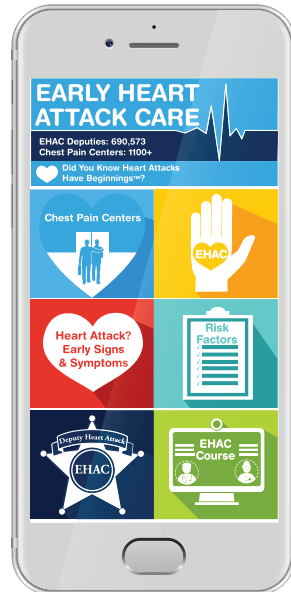 EARLY HEART
ATTACK CARE
EHAC Deputies: 690,573
Chest Pain Centers: 1100+
Did You Know Heart Attacks
Have Beginnings™?
Chest Pain Centers
EHAC
Heart Attack?
Early Signs
& Symptoms
Risk
Factors
Deputy Heart Attack
EHAC
EHAC
Course